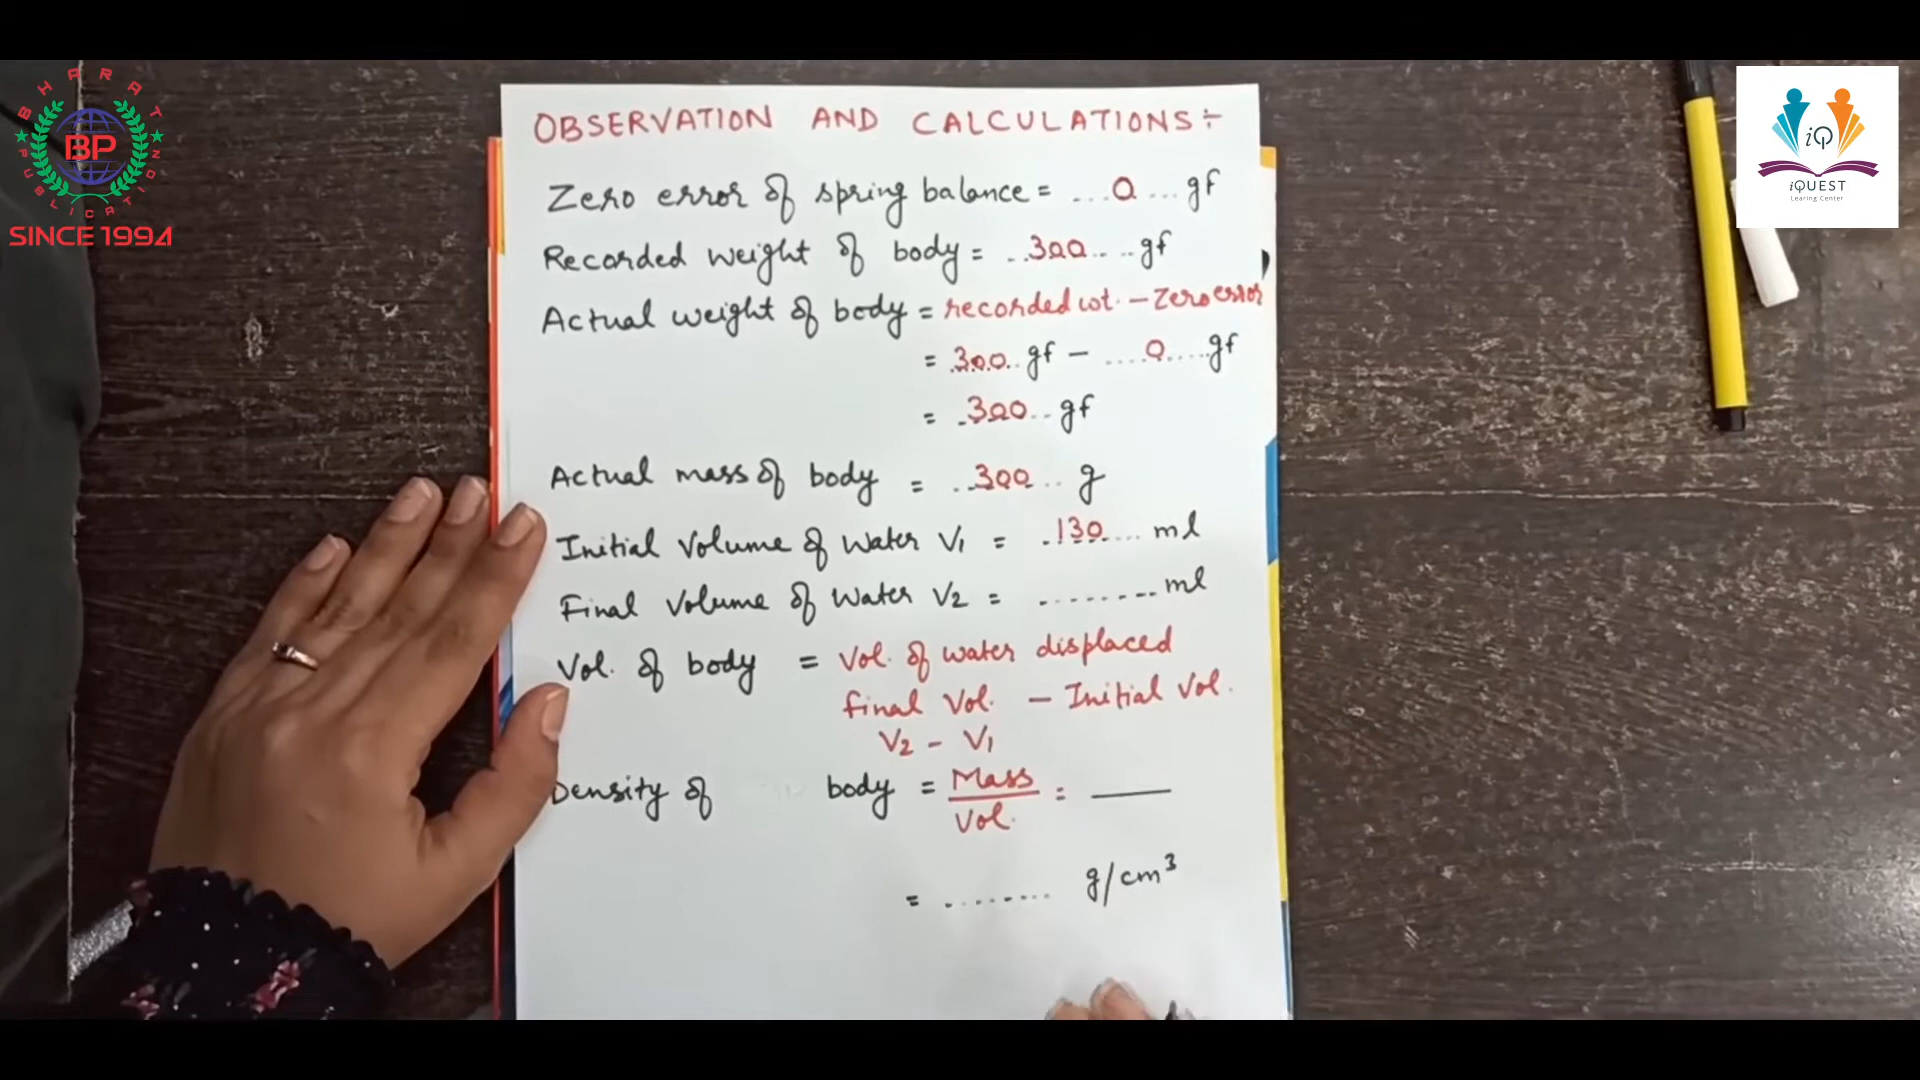 BHARAT
BP
PUBLICATION
SINCE 1994
iQ
iQUEST
Learing Center
OBSERVATION AND CALCULATIONS:-
Zero error of spring balance = ...0... gf
Recorded weight of body = ..300.. .. gf
Actual weight of body = recorded wt. - Zero error
= 300.. gf - ....0.... gf
= .300.. gf
Actual mass of body = ..300.. g
Initial Volume of Water V1 = .130... ml
Final Volume of Water V2 = ........ ml
Vol. of body = Vol. of water displaced
final Vol. - Initial Vol.
V2 - V1
Density of body = Mass/Vol. = ____
= ........ g/cm³